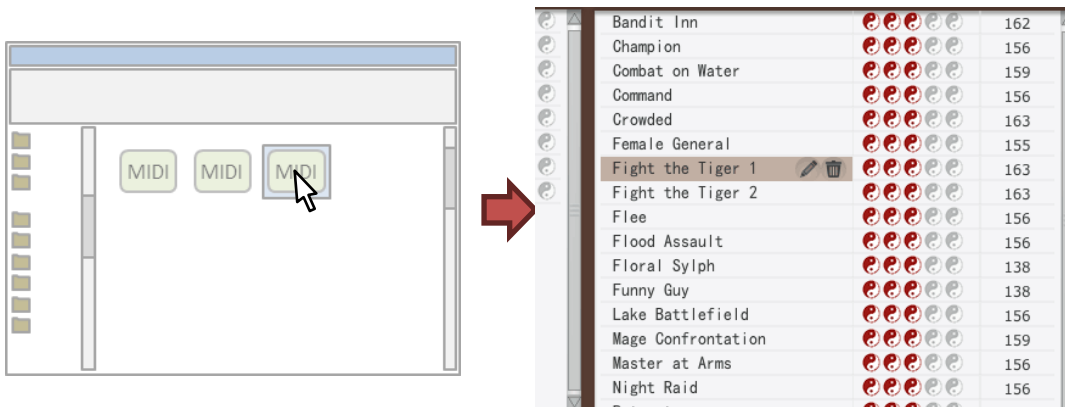 MIDI MIDI MIDI
Bandit Inn 162
Champion 156
Combat on Water 159
Command 156
Crowded 163
Female General 155
Fight the Tiger 1 163
Fight the Tiger 2 163
Flee 156
Flood Assault 156
Floral Sylph 138
Funny Guy 138
Lake Battlefield 156
Mage Confrontation 159
Master at Arms 156
Night Raid 156